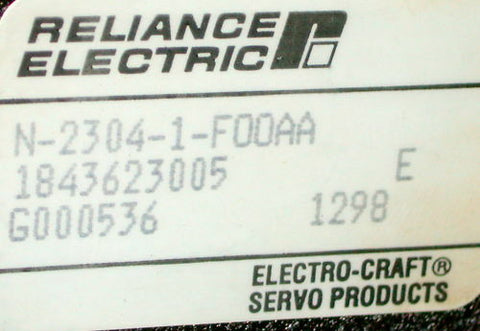 RELIANCE
ELECTRIC
N-2304-1-F00AA
1843623005 E
G000536 1298
ELECTRO-CRAFT®
SERVO PRODUCTS